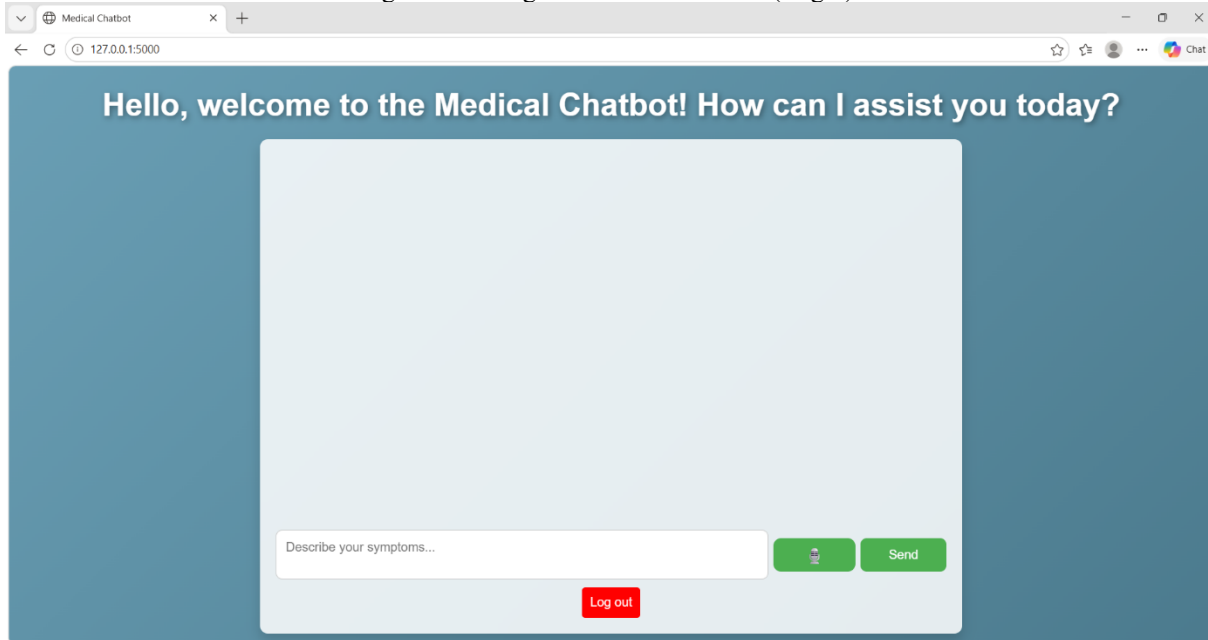 Medical Chatbot
127.0.0.1:5000
Chat
Hello, welcome to the Medical Chatbot! How can I assist you today?
Describe your symptoms...
Send
Log out